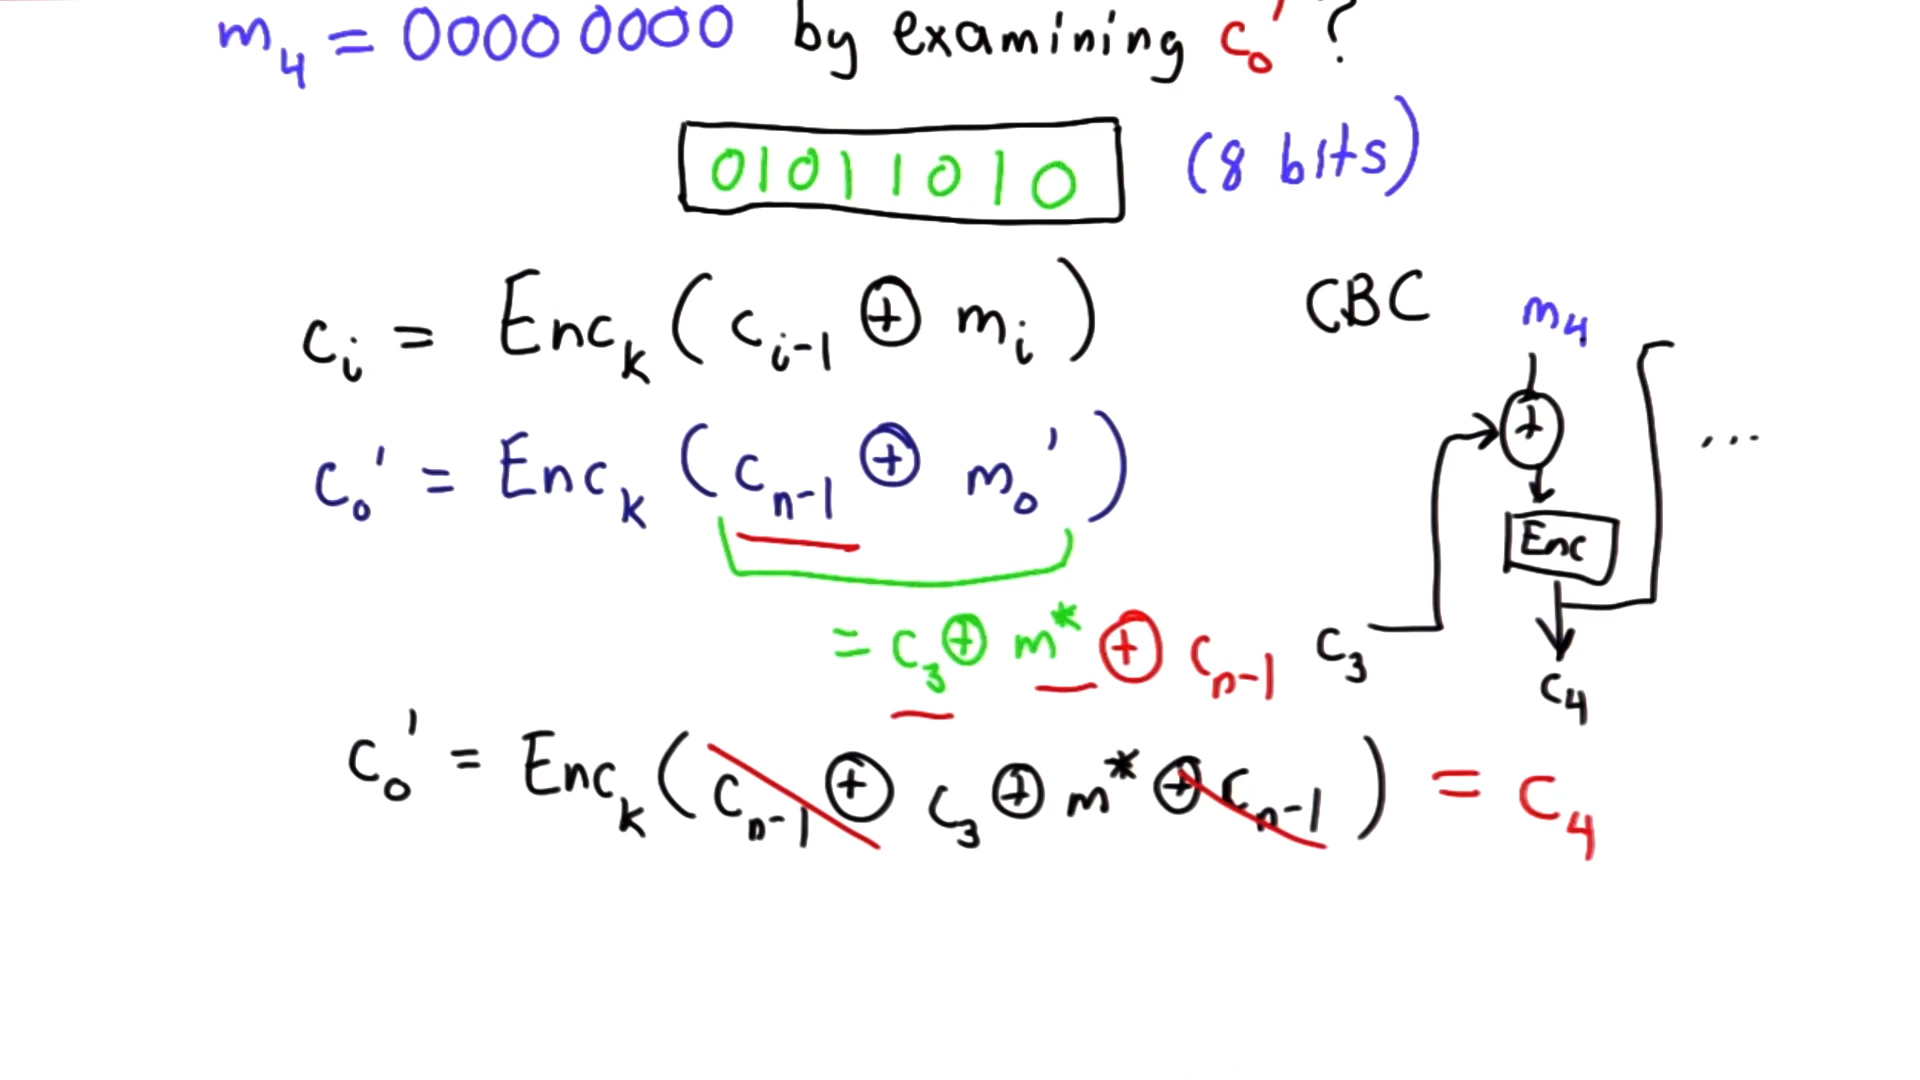 m₄ = 0000 0000 by examining c₀' ?
01011010 (8 bits)
cᵢ = Encₖ ( cᵢ₋₁ ⊕ mᵢ )
c₀' = Encₖ ( cₙ₋₁ ⊕ m₀' )
= c₃ ⊕ m* ⊕ cₙ₋₁
c₀' = Encₖ ( cₙ₋₁ ⊕ c₃ ⊕ m* ⊕ cₙ₋₁ ) = c₄
CBC
m₄
+
...
Enc
c₃
c₄